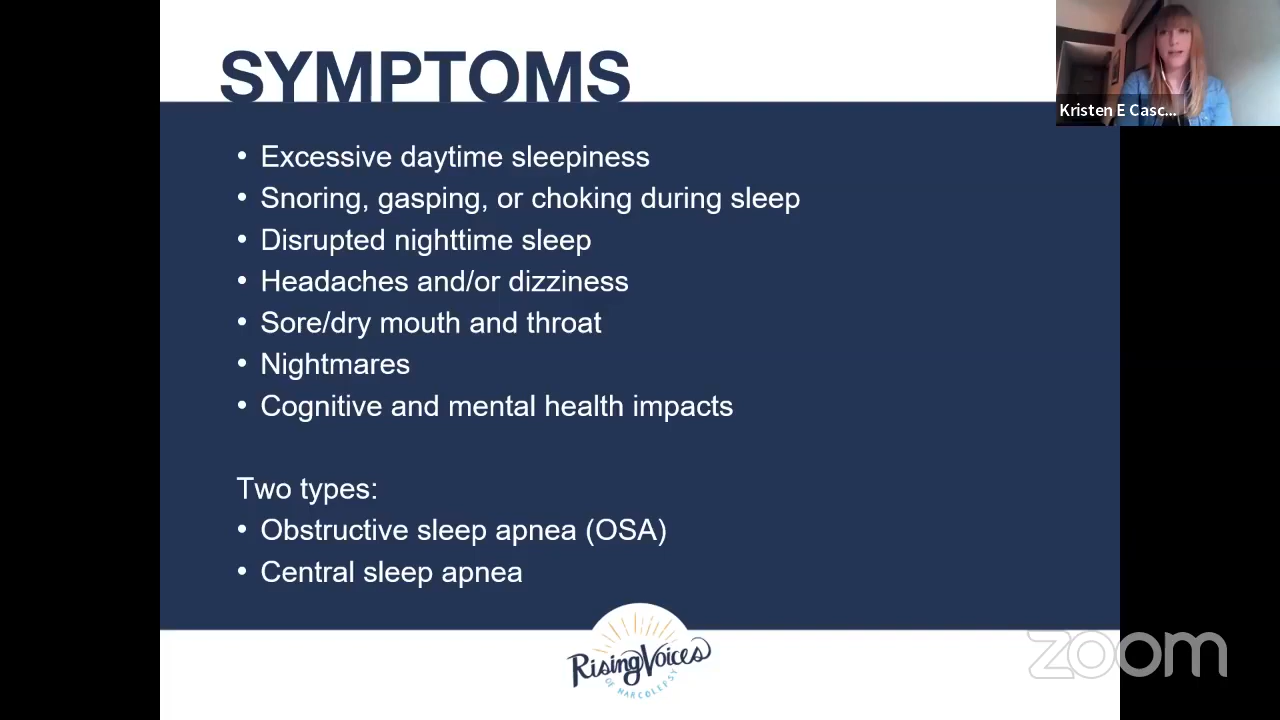 SYMPTOMS
Kristen E Casc...
• Excessive daytime sleepiness
• Snoring, gasping, or choking during sleep
• Disrupted nighttime sleep
• Headaches and/or dizziness
• Sore/dry mouth and throat
• Nightmares
• Cognitive and mental health impacts
Two types:
• Obstructive sleep apnea (OSA)
• Central sleep apnea
Rising Voices
OF NARCOLEPSY
zoom